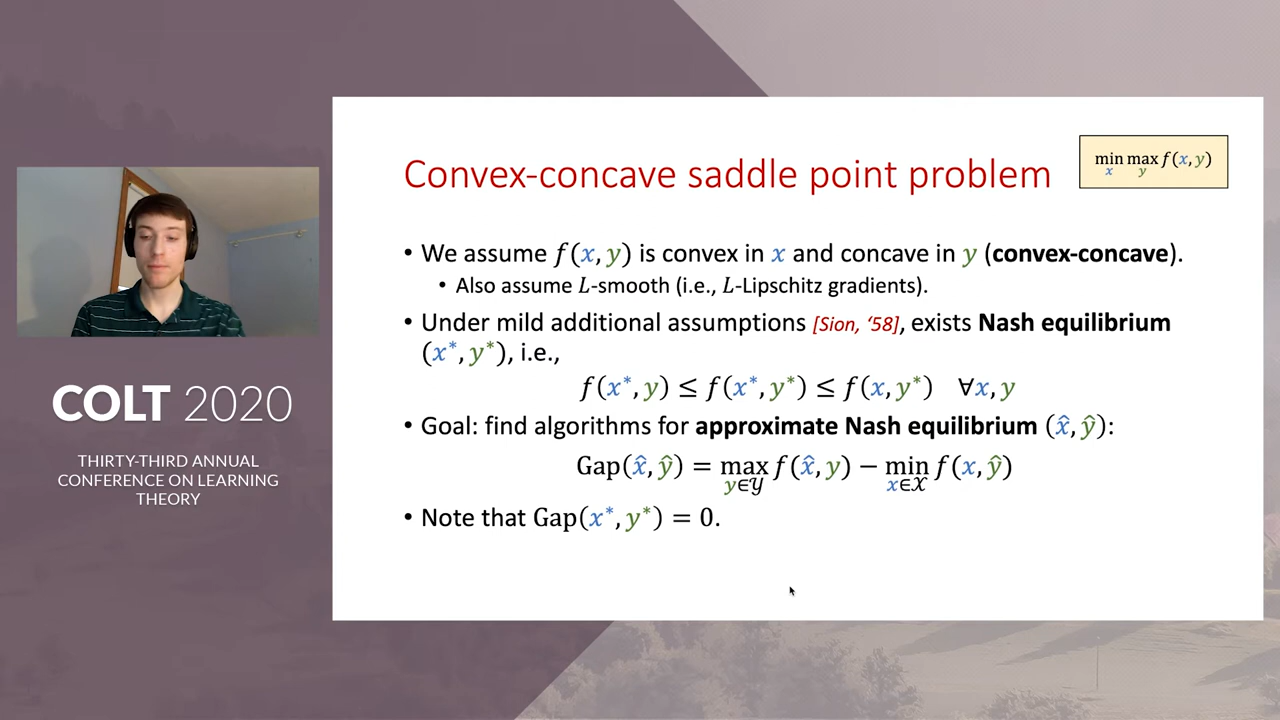 COLT 2020
THIRTY-THIRD ANNUAL
CONFERENCE ON LEARNING
THEORY
Convex-concave saddle point problem
min max f(x, y)
x y
• We assume f(x, y) is convex in x and concave in y (convex-concave).
• Also assume L-smooth (i.e., L-Lipschitz gradients).
• Under mild additional assumptions [Sion, ‘58], exists Nash equilibrium
(x*, y*), i.e.,
f(x*, y) ≤ f(x*, y*) ≤ f(x, y*) ∀x, y
• Goal: find algorithms for approximate Nash equilibrium (x̂, ŷ):
Gap(x̂, ŷ) = max f(x̂, y) − min f(x, ŷ)
y∈𝒴 x∈𝒳
• Note that Gap(x*, y*) = 0.